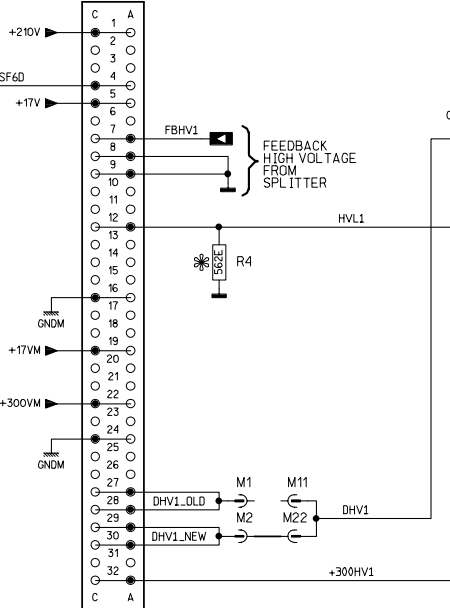 C A
1
+210V
2
3
SF6D
4
+17V
5
6
7 FBHV1
8
FEEDBACK
HIGH VOLTAGE
FROM
SPLITTER
9
10
11
12 HVL1
13
14
562E R4
15
16
17
GNDM
18
+17VM 19
20
21
+300VM 22
23
24
25
GNDM
26
27 M1 M11
28 DHV1_OLD
DHV1
29 M2 M22
30 DHV1_NEW
31
32 +300HV1
C A